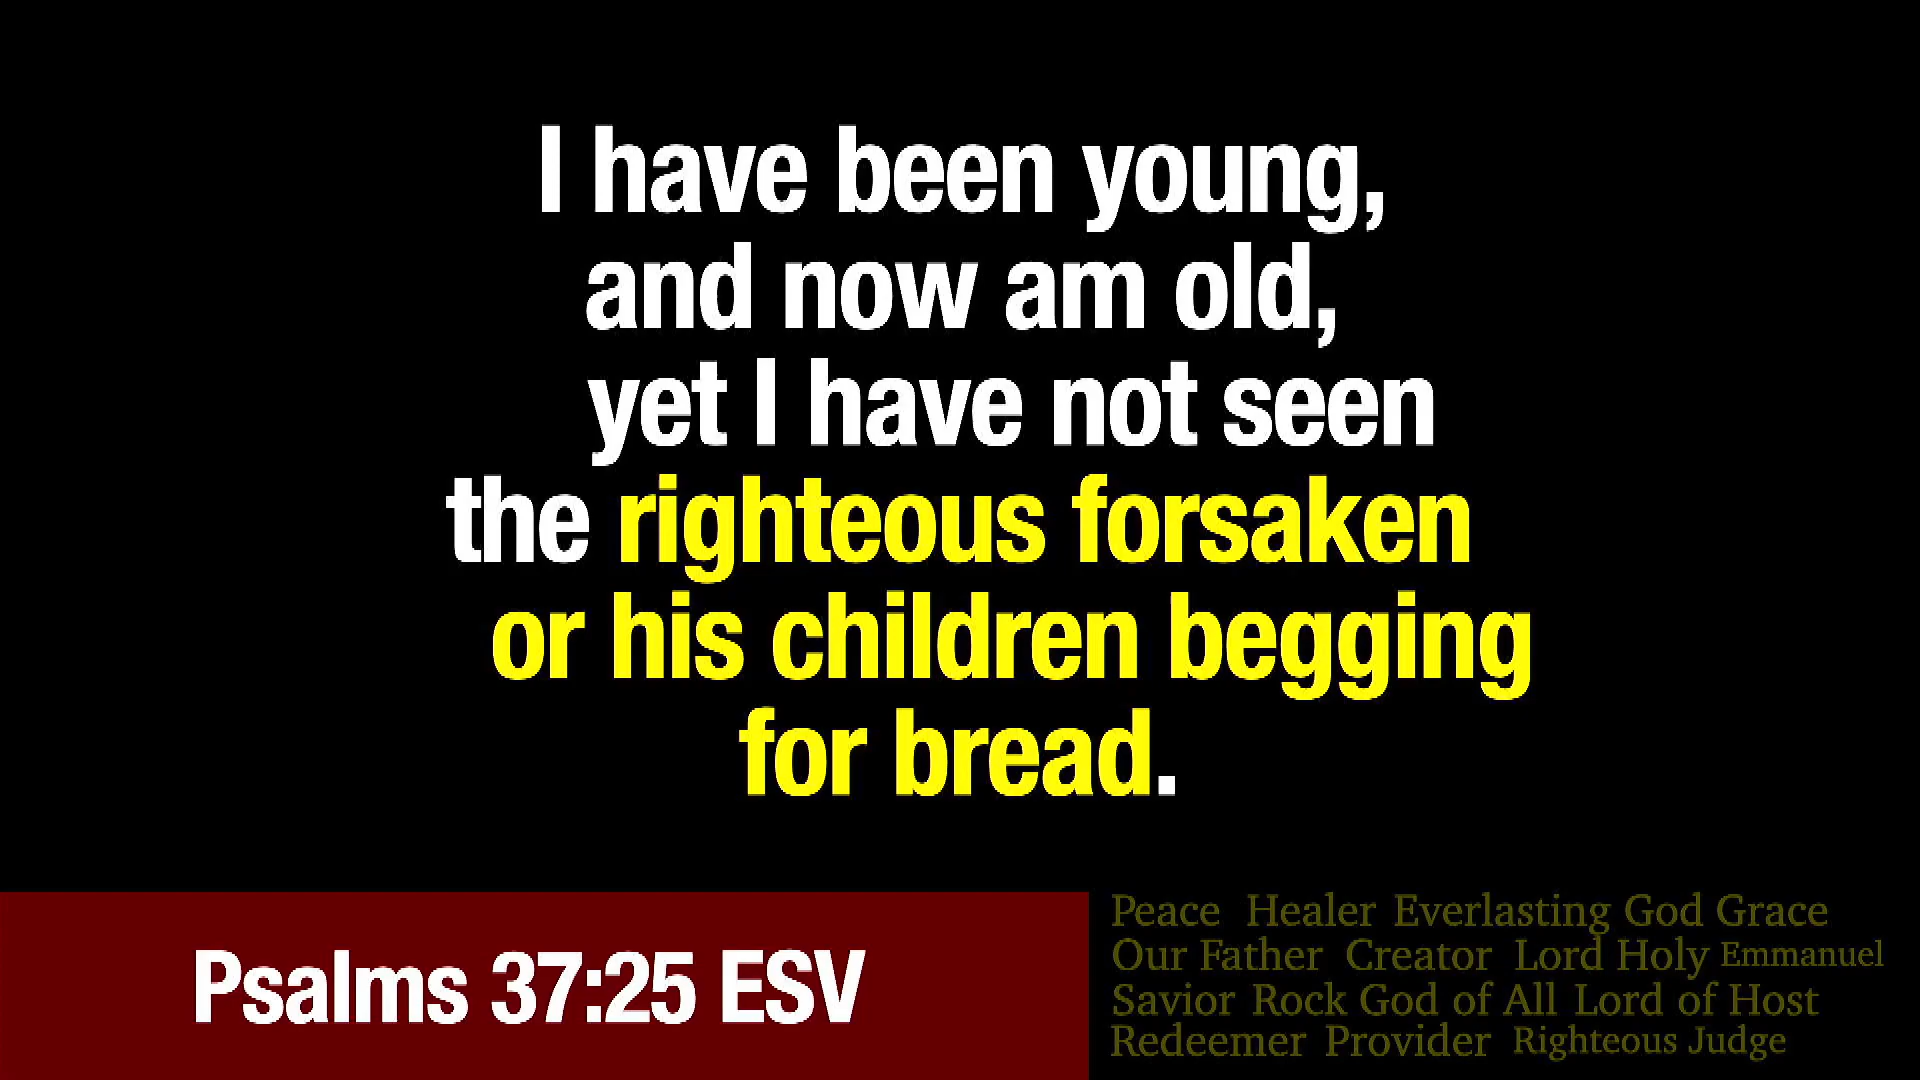 I have been young,
and now am old,
yet I have not seen
the righteous forsaken
or his children begging
for bread.
Psalms 37:25 ESV
Peace Healer Everlasting God Grace
Our Father Creator Lord Holy Emmanuel
Savior Rock God of All Lord of Host
Redeemer Provider Righteous Judge